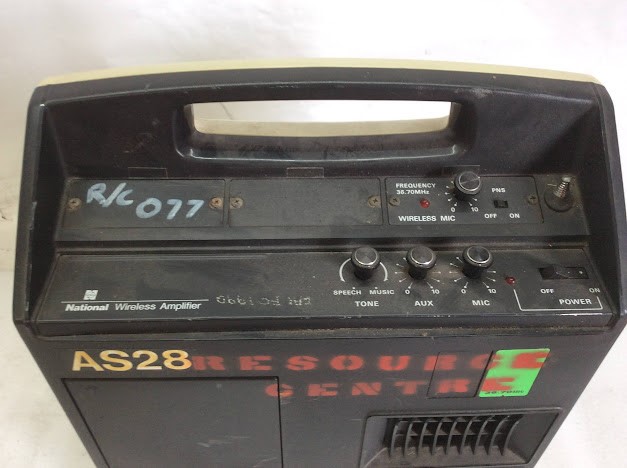 R/C 077
FREQUENCY
36.70MHz
PNS
0 10
OFF ON
WIRELESS MIC
SPEECH MUSIC
TONE
0 10
AUX
0 10
MIC
OFF ON
POWER
National Wireless Amplifier
AS28 RESOURCE
CENTRE